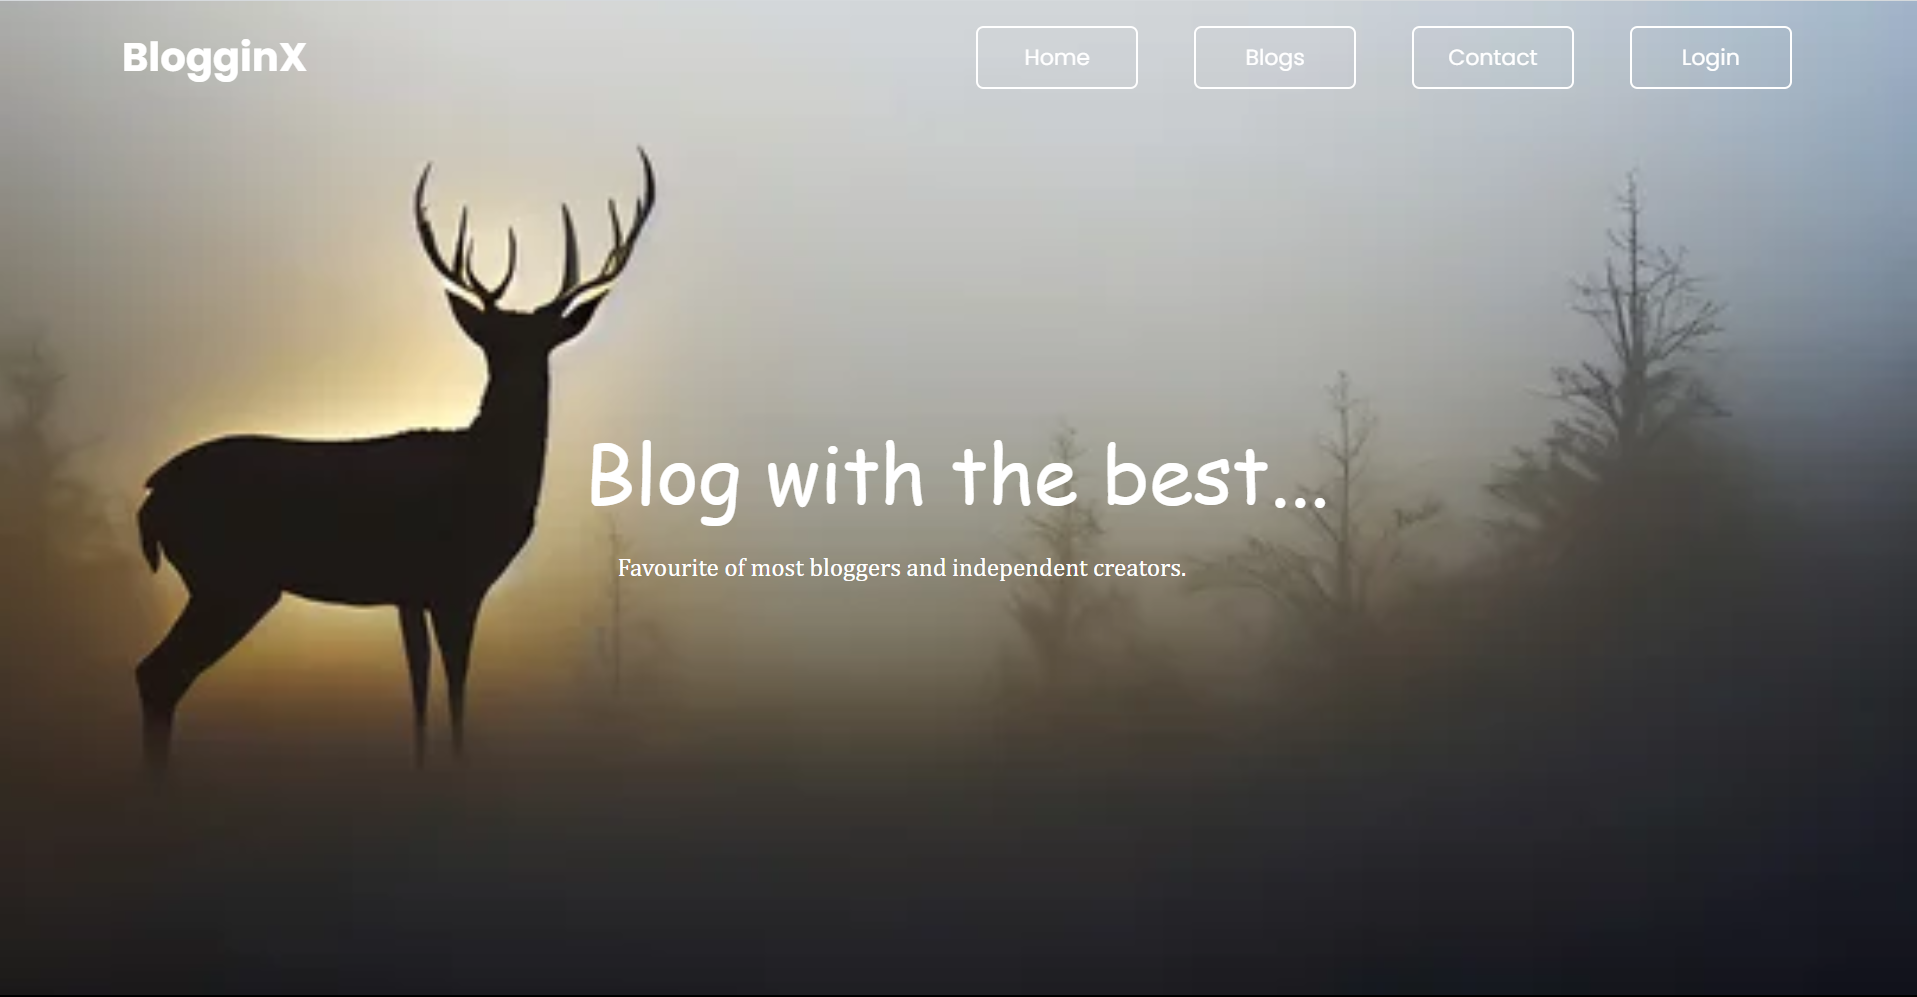 BlogginX
Home
Blogs
Contact
Login
Blog with the best...
Favourite of most bloggers and independent creators.